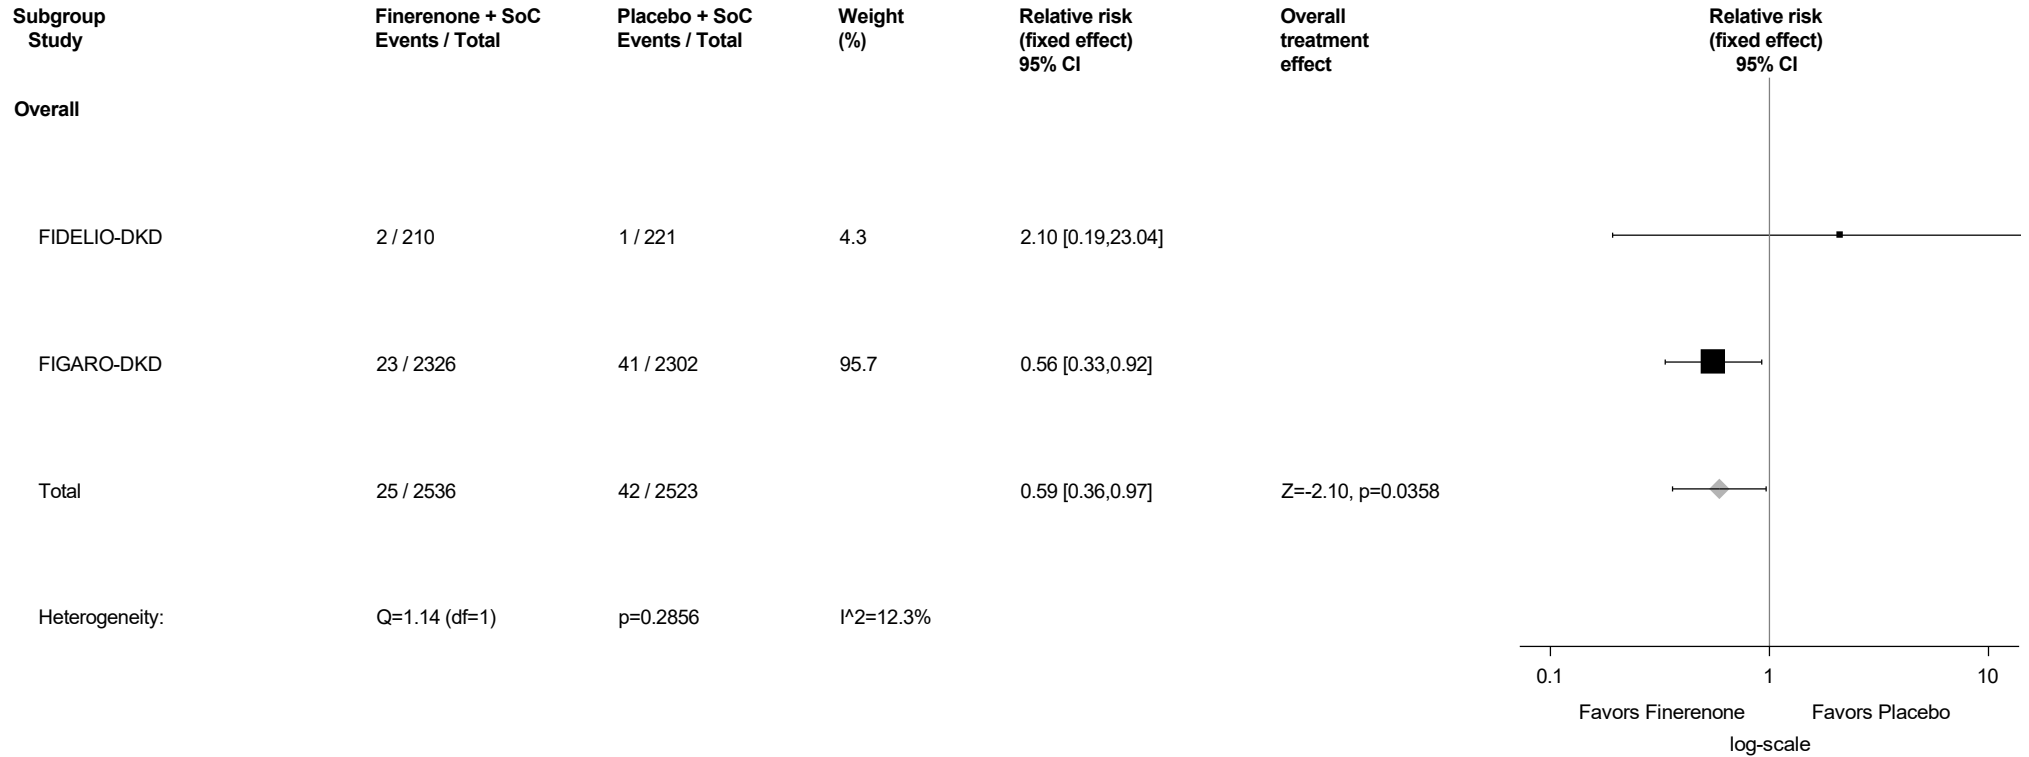 Subgroup Finerenone + SoC Placebo + SoC Weight Relative risk Overall Relative risk
Study Events / Total Events / Total (%) (fixed effect) treatment (fixed effect)
95% CI effect 95% CI
Overall
FIDELIO-DKD 2 / 210 1 / 221 4.3 2.10 [0.19,23.04]
FIGARO-DKD 23 / 2326 41 / 2302 95.7 0.56 [0.33,0.92]
Total 25 / 2536 42 / 2523 0.59 [0.36,0.97] Z=-2.10, p=0.0358
Heterogeneity: Q=1.14 (df=1) p=0.2856 I^2=12.3%
0.1 1 10
Favors Finerenone Favors Placebo
log-scale